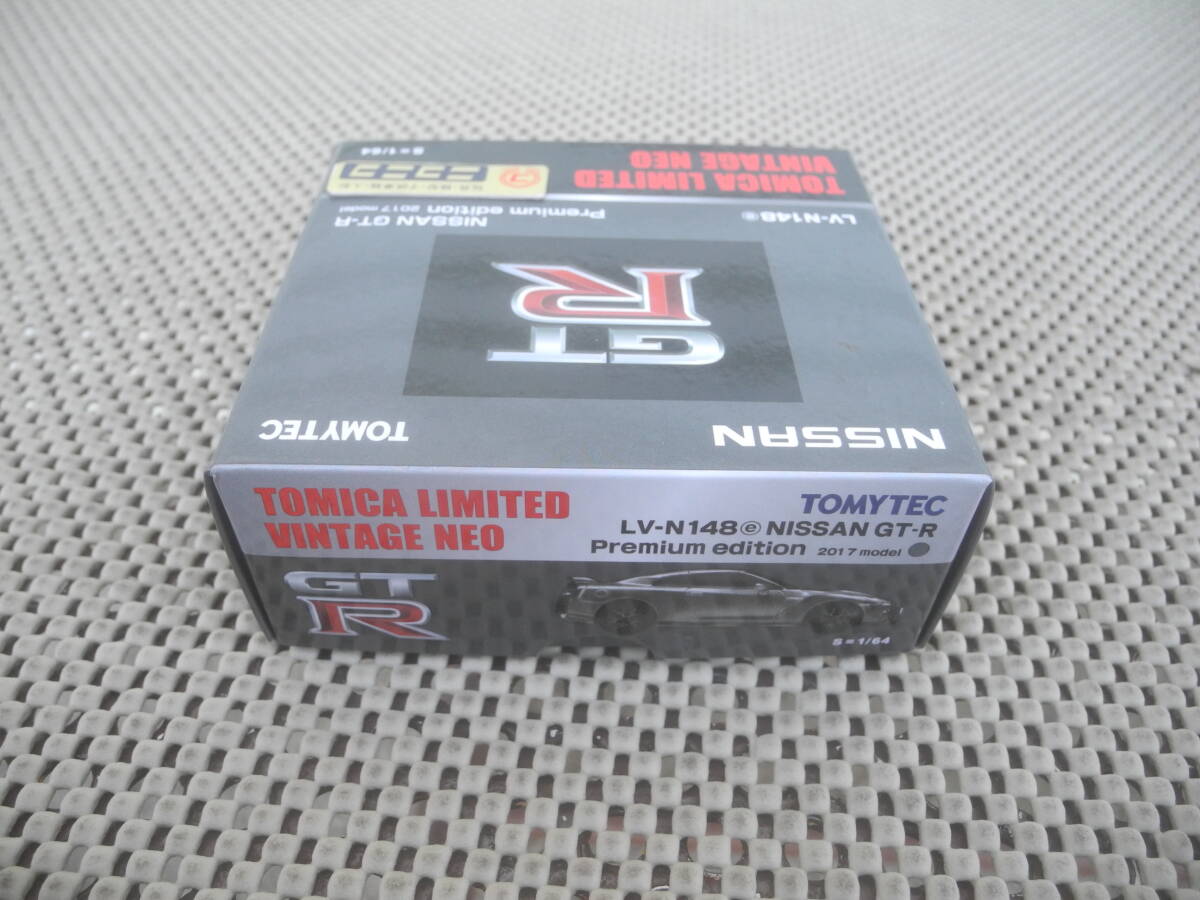 TOMICA LIMITED
VINTAGE NEO
S=1/64
LV-N148ⓔ
NISSAN GT-R
Premium edition 2017 model
GT
R
NISSAN
TOMYTEC
TOMICA LIMITED
VINTAGE NEO
TOMYTEC
LV-N148ⓔ NISSAN GT-R
Premium edition 2017 model
GT
R
S=1/64